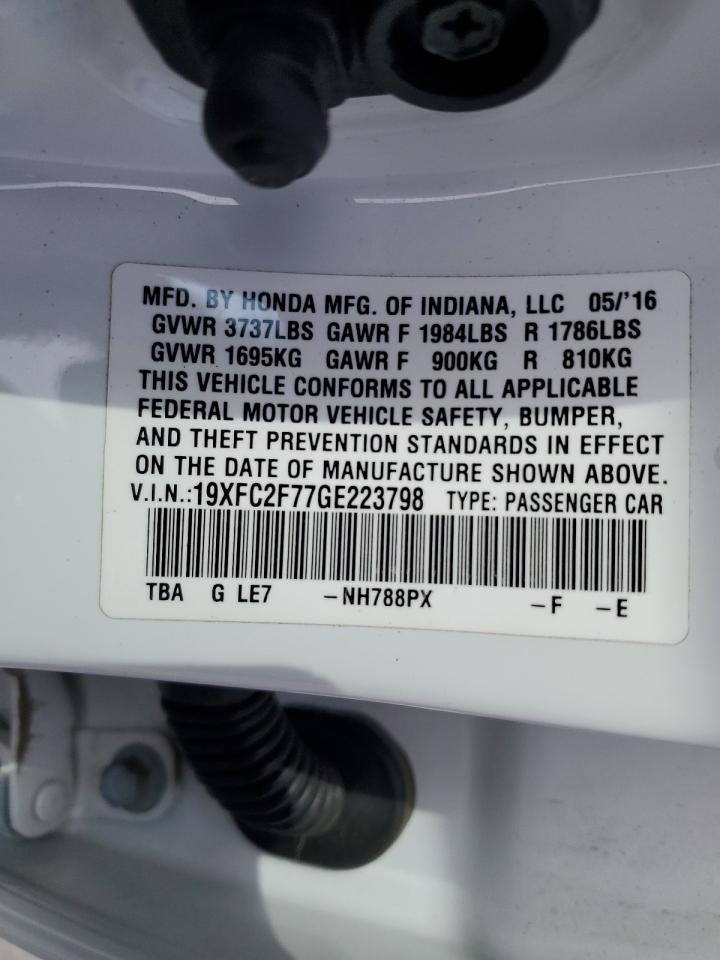 MFD. BY HONDA MFG. OF INDIANA, LLC 05/'16
GVWR 3737LBS GAWR F 1984LBS R 1786LBS
GVWR 1695KG GAWR F 900KG R 810KG
THIS VEHICLE CONFORMS TO ALL APPLICABLE
FEDERAL MOTOR VEHICLE SAFETY, BUMPER,
AND THEFT PREVENTION STANDARDS IN EFFECT
ON THE DATE OF MANUFACTURE SHOWN ABOVE.
V.I.N.:19XFC2F77GE223798 TYPE: PASSENGER CAR
TBA G LE7 -NH788PX -F -E